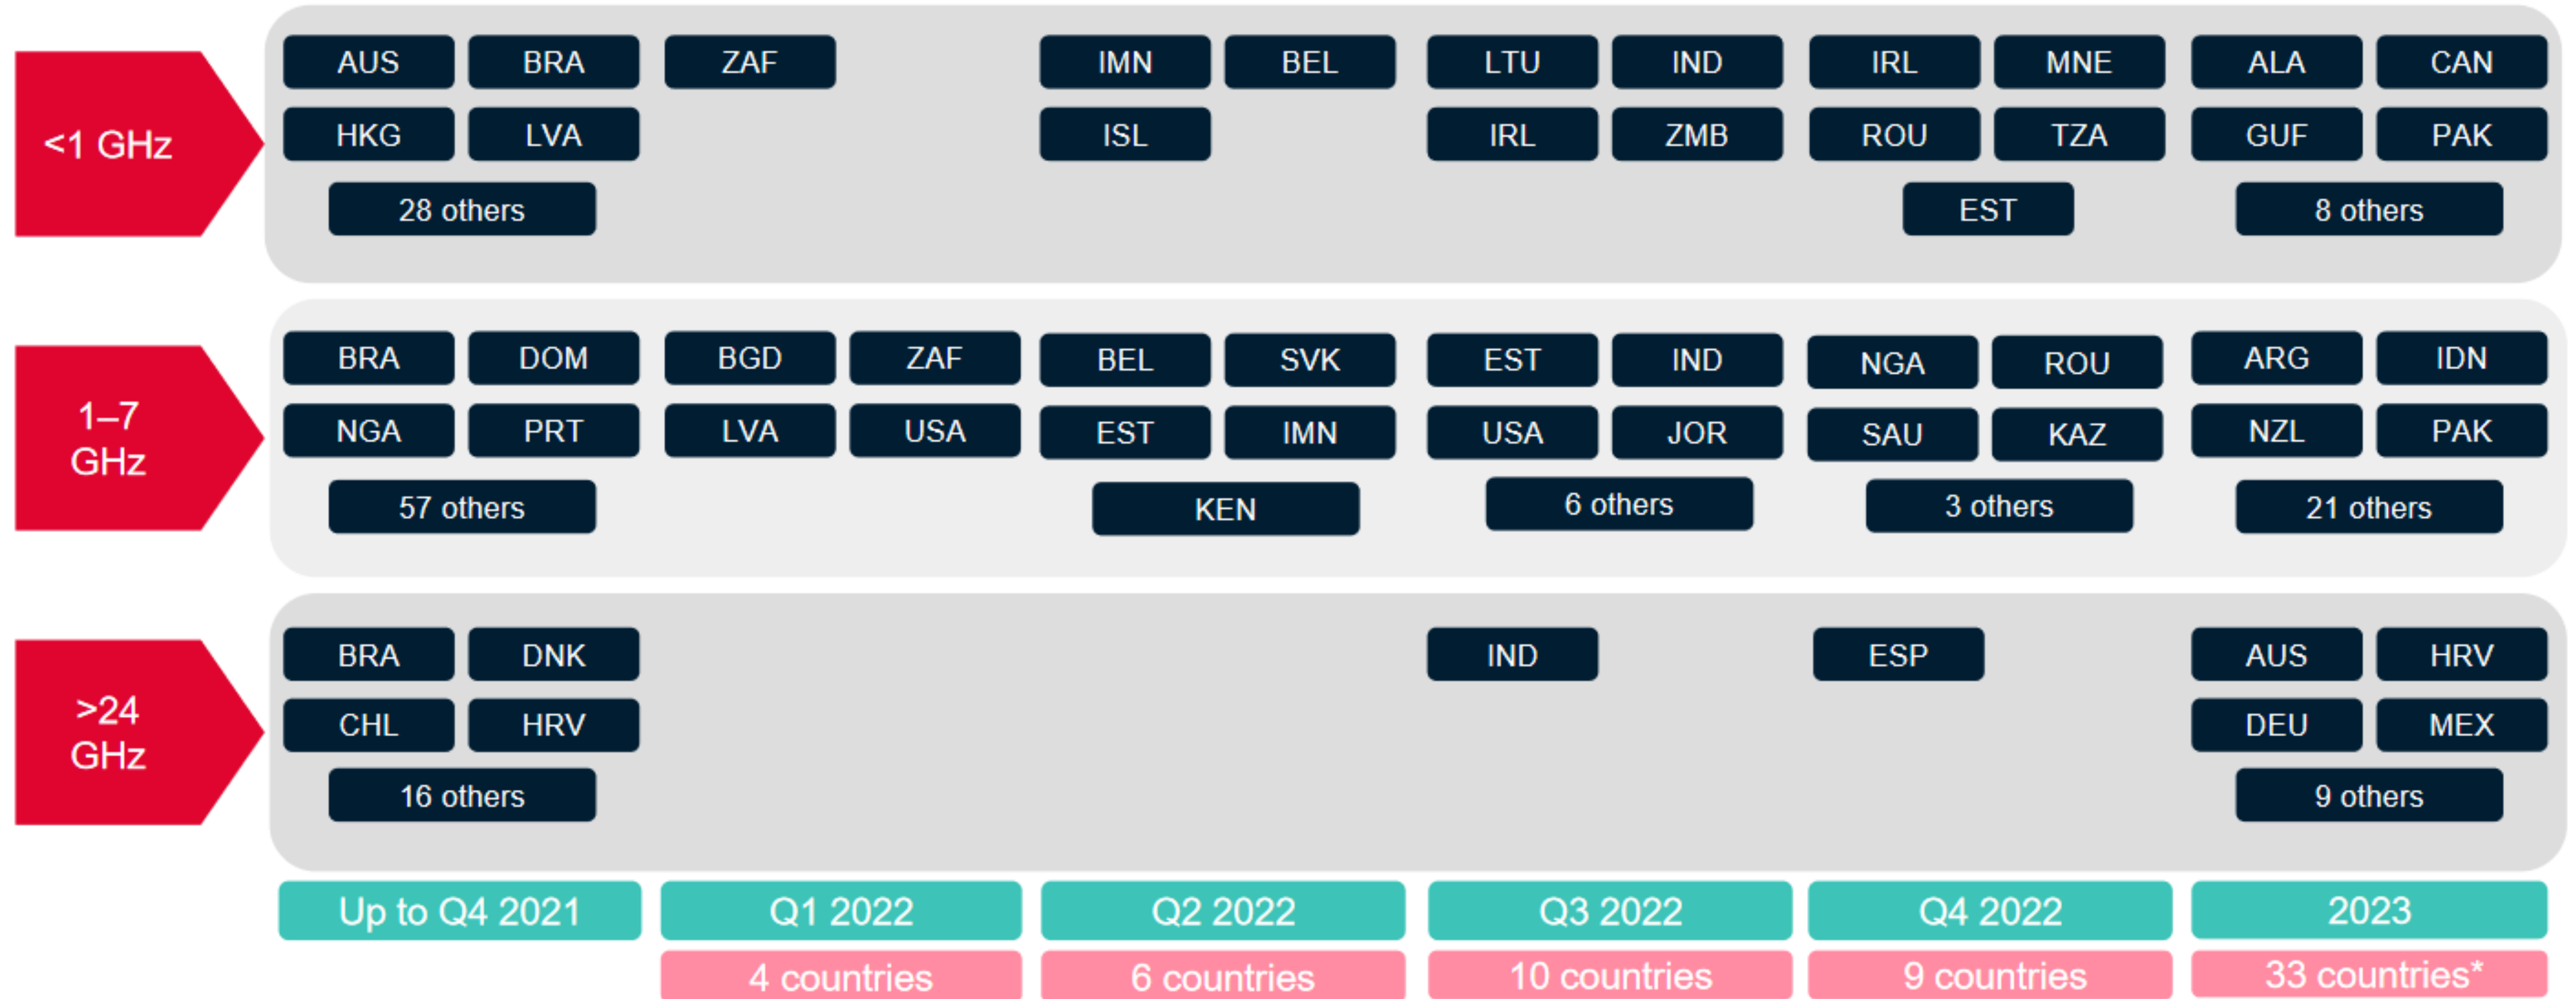 AUS BRA ZAF IMN BEL LTU IND IRL MNE ALA CAN
<1 GHz
HKG LVA ISL IRL ZMB ROU TZA GUF PAK
28 others EST 8 others
BRA DOM BGD ZAF BEL SVK EST IND NGA ROU ARG IDN
1–7
GHz
NGA PRT LVA USA EST IMN USA JOR SAU KAZ NZL PAK
57 others KEN 6 others 3 others 21 others
BRA DNK IND ESP AUS HRV
>24
GHz
CHL HRV DEU MEX
16 others 9 others
Up to Q4 2021 Q1 2022 Q2 2022 Q3 2022 Q4 2022 2023
4 countries 6 countries 10 countries 9 countries 33 countries*